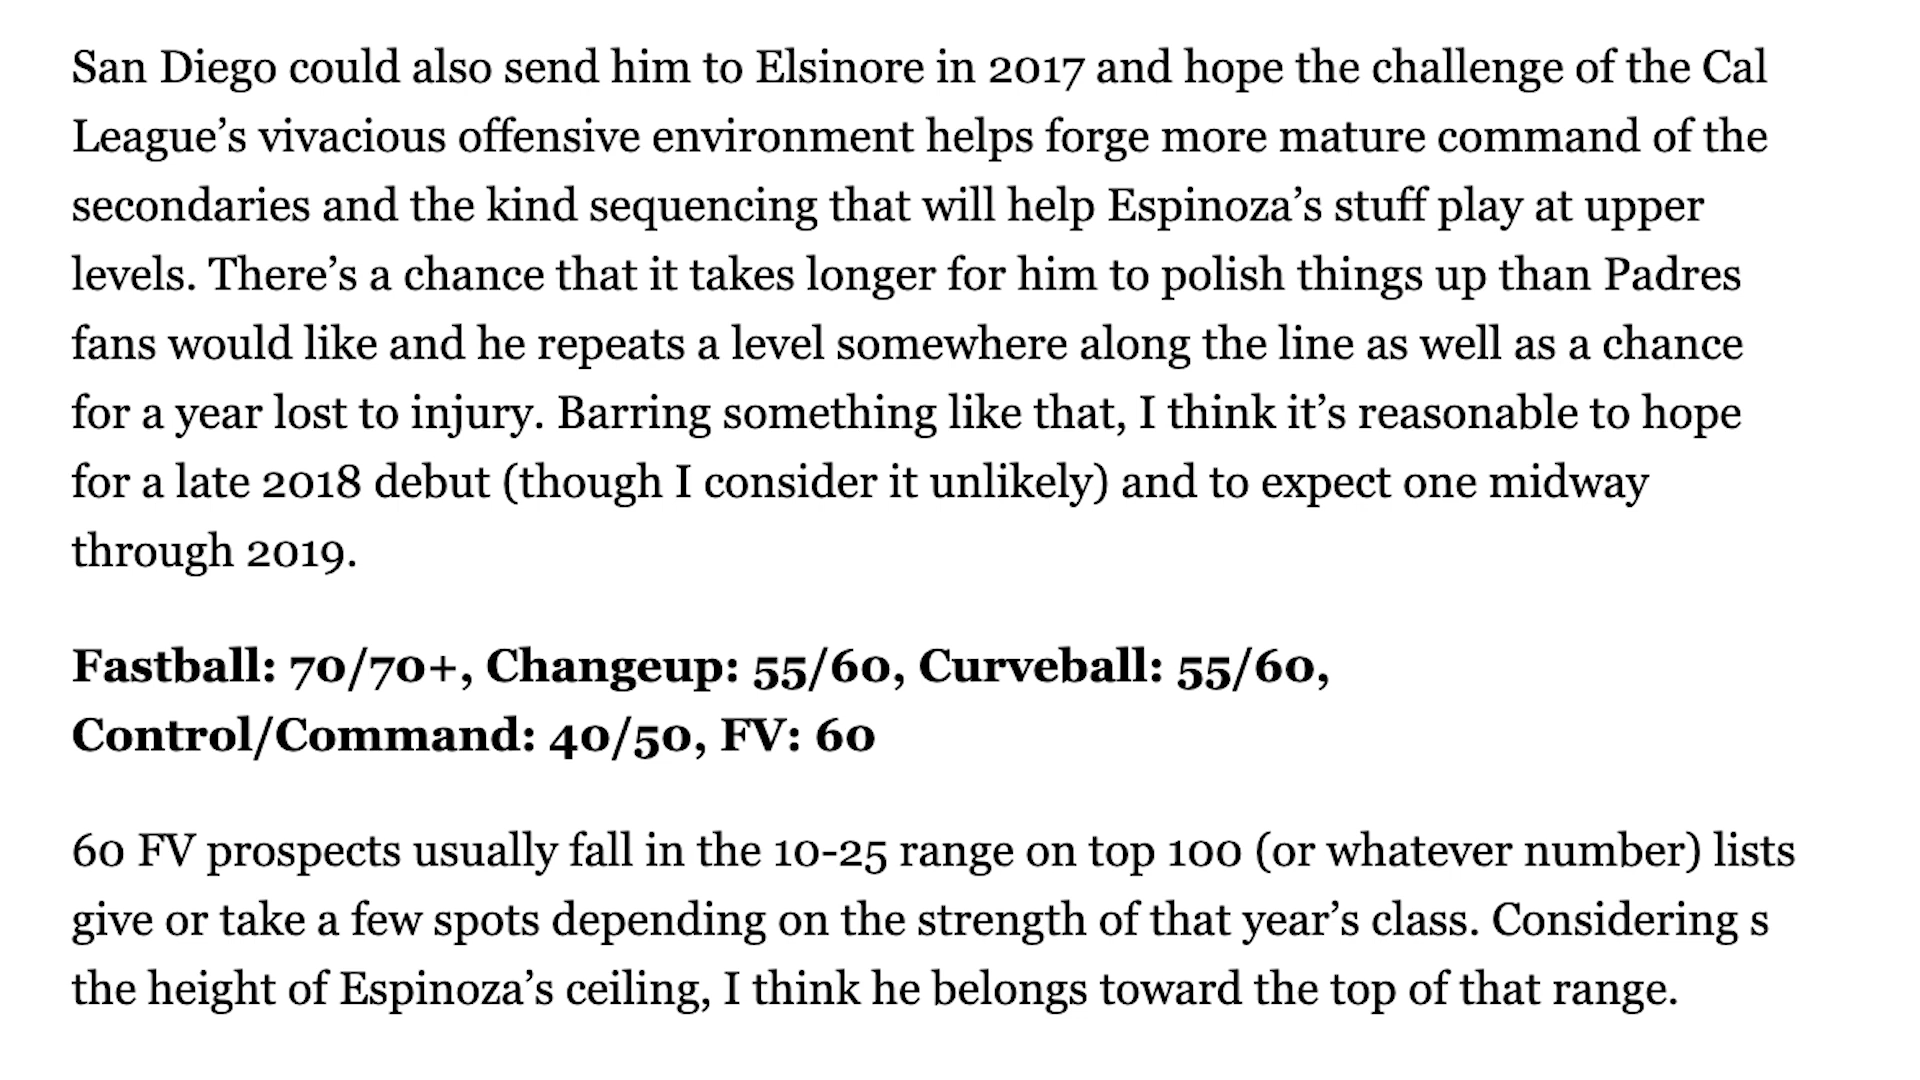 San Diego could also send him to Elsinore in 2017 and hope the challenge of the Cal
League’s vivacious offensive environment helps forge more mature command of the
secondaries and the kind sequencing that will help Espinoza’s stuff play at upper
levels. There’s a chance that it takes longer for him to polish things up than Padres
fans would like and he repeats a level somewhere along the line as well as a chance
for a year lost to injury. Barring something like that, I think it’s reasonable to hope
for a late 2018 debut (though I consider it unlikely) and to expect one midway
through 2019.
Fastball: 70/70+, Changeup: 55/60, Curveball: 55/60,
Control/Command: 40/50, FV: 60
60 FV prospects usually fall in the 10-25 range on top 100 (or whatever number) lists
give or take a few spots depending on the strength of that year’s class. Considering s
the height of Espinoza’s ceiling, I think he belongs toward the top of that range.